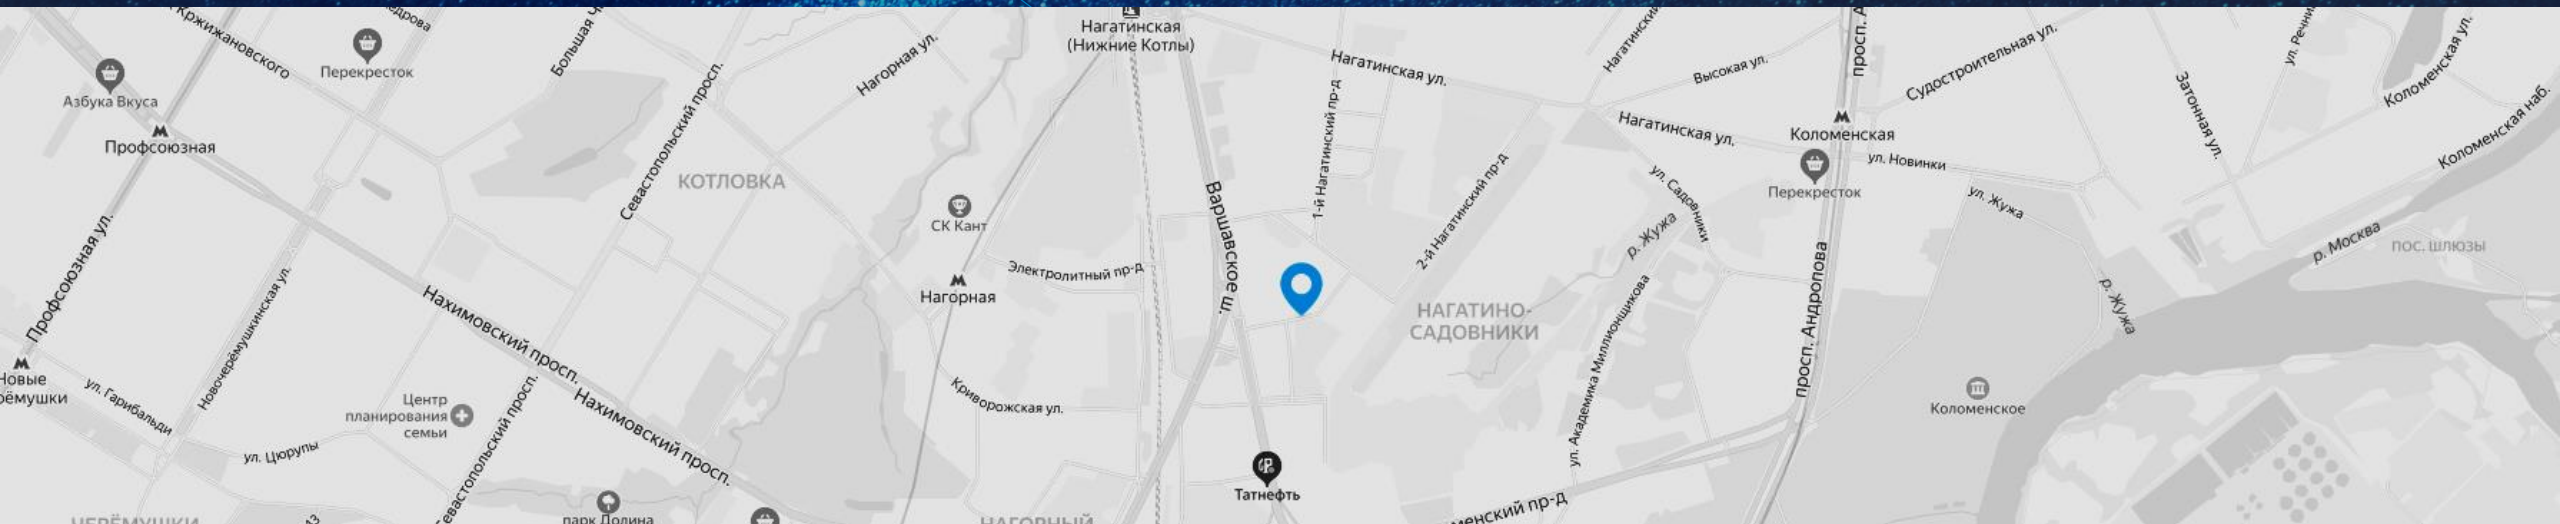 Кржижановского
Большая
Нагатинская
(Нижние Котлы)
Перекресток
Азбука Вкуса
Профсоюзная
Севастопольский просп.
Нагорная ул.
Нагатинская ул.
Высокая ул.
просп.
Судостроительная ул.
Затонная ул.
Коломенская ул.
Коломенская наб.
Нагатинская ул.
Коломенская
Перекресток
ул. Новинки
ул. Жужа
1-й Нагатинский пр-д
2-й Нагатинский пр-д
ул. Садовники
р. Жужа
КОТЛОВКА
СК Кант
Варшавское ш.
Электролитный пр-д
Нагорная
Профсоюзная ул.
Новочерёмушкинская ул.
Нахимовский просп.
НАГАТИНО-
САДОВНИКИ
ул. Академика Миллионщикова
просп. Андропова
р. Москва
ПОС. ШЛЮЗЫ
р. Жужа
Новые
ул. Гарибальди
ул. Цюрупы
Центр
планирования
семьи
Нахимовский просп.
Криворожская ул.
Коломенское
Татнефть
парк Долина